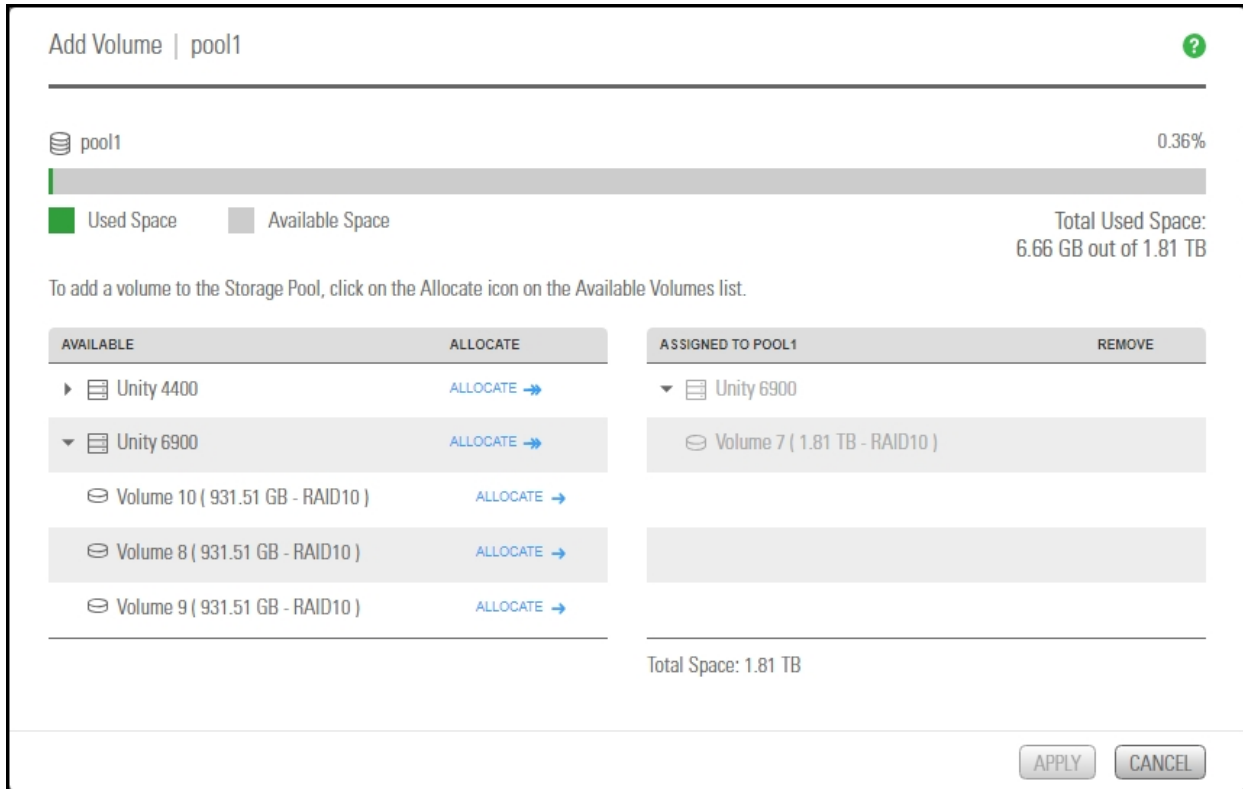 Add Volume | pool1
?
pool1 0.36%
Used Space Available Space Total Used Space:
6.66 GB out of 1.81 TB
To add a volume to the Storage Pool, click on the Allocate icon on the Available Volumes list.
AVAILABLE ALLOCATE ASSIGNED TO POOL1 REMOVE
Unity 4400 ALLOCATE Unity 6900
Unity 6900 ALLOCATE Volume 7 ( 1.81 TB - RAID10 )
Volume 10 ( 931.51 GB - RAID10 ) ALLOCATE
Volume 8 ( 931.51 GB - RAID10 ) ALLOCATE
Volume 9 ( 931.51 GB - RAID10 ) ALLOCATE
Total Space: 1.81 TB
APPLY CANCEL